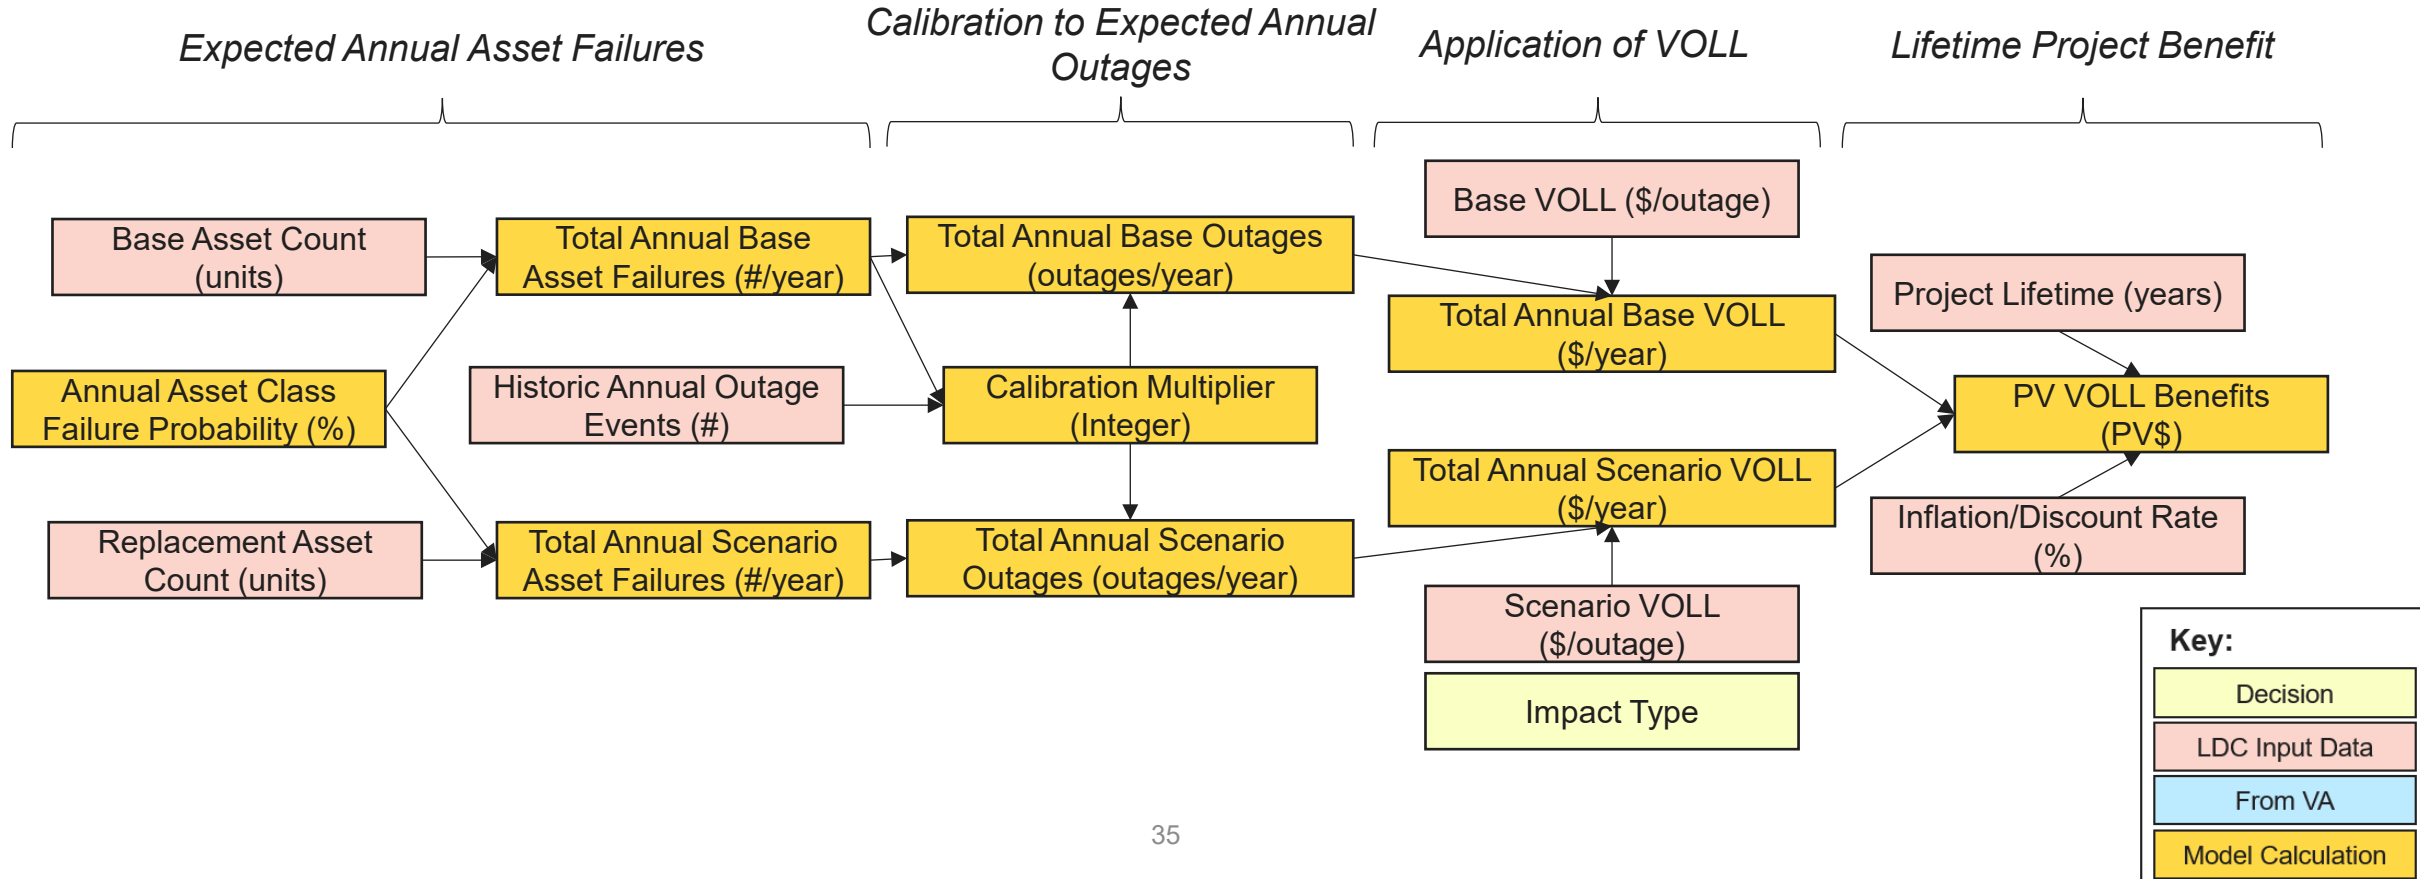 Expected Annual Asset Failures
Calibration to Expected Annual
Outages
Application of VOLL
Lifetime Project Benefit
Base Asset Count
(units)
Annual Asset Class
Failure Probability (%)
Replacement Asset
Count (units)
Total Annual Base
Asset Failures (#/year)
Historic Annual Outage
Events (#)
Total Annual Scenario
Asset Failures (#/year)
Total Annual Base Outages
(outages/year)
Calibration Multiplier
(Integer)
Total Annual Scenario
Outages (outages/year)
Base VOLL ($/outage)
Total Annual Base VOLL
($/year)
Total Annual Scenario VOLL
($/year)
Scenario VOLL
($/outage)
Impact Type
Project Lifetime (years)
PV VOLL Benefits
(PV$)
Inflation/Discount Rate
(%)
Key:
Decision
LDC Input Data
From VA
Model Calculation
35